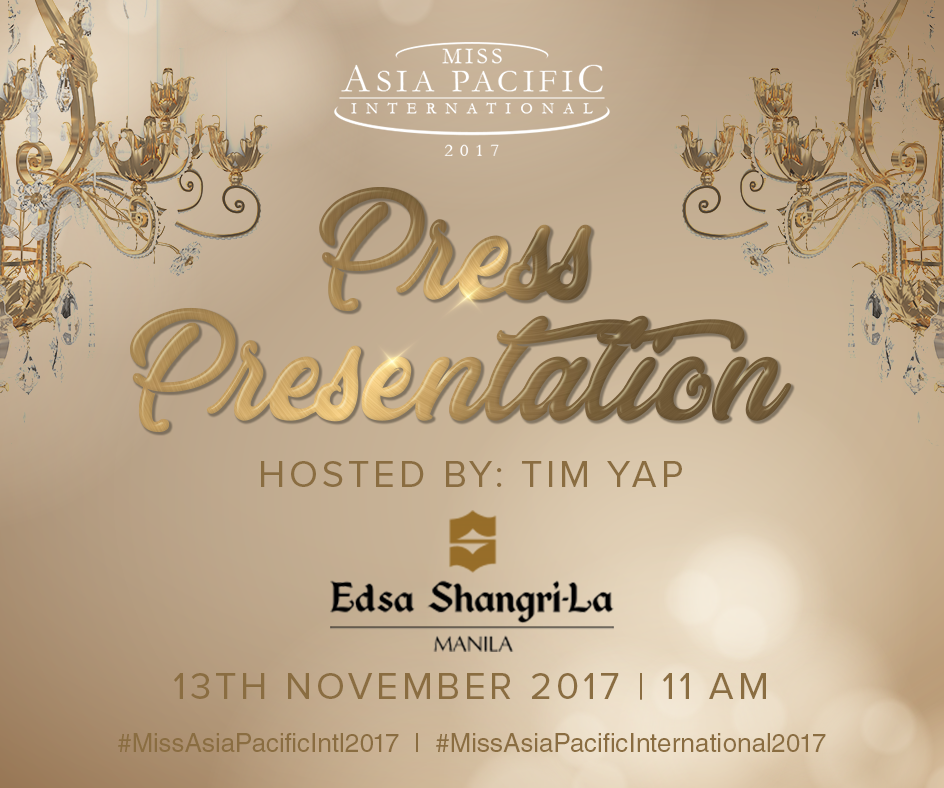 MISS
ASIA PACIFIC
INTERNATIONAL
2017
Press
Presentation
HOSTED BY: TIM YAP
Edsa Shangri-La
MANILA
13TH NOVEMBER 2017 | 11 AM
#MissAsiaPacificIntl2017 | #MissAsiaPacificInternational2017